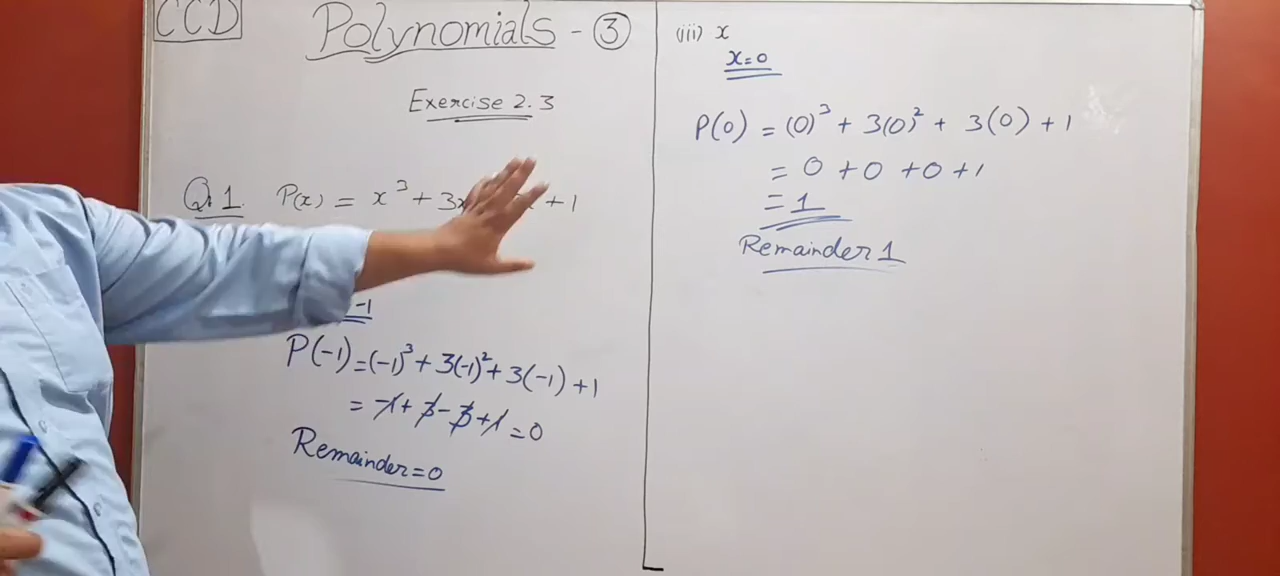 CCD
Polynomials - ③
Exercise 2.3
Q.1. P(x) = x³ + 3x + 1
-1
P(-1) = (-1)³ + 3(-1)² + 3(-1) + 1
= -1 + 3 - 3 + 1 = 0
Remainder = 0
(iii) x
x = 0
P(0) = (0)³ + 3(0)² + 3(0) + 1
= 0 + 0 + 0 + 1
= 1
Remainder 1